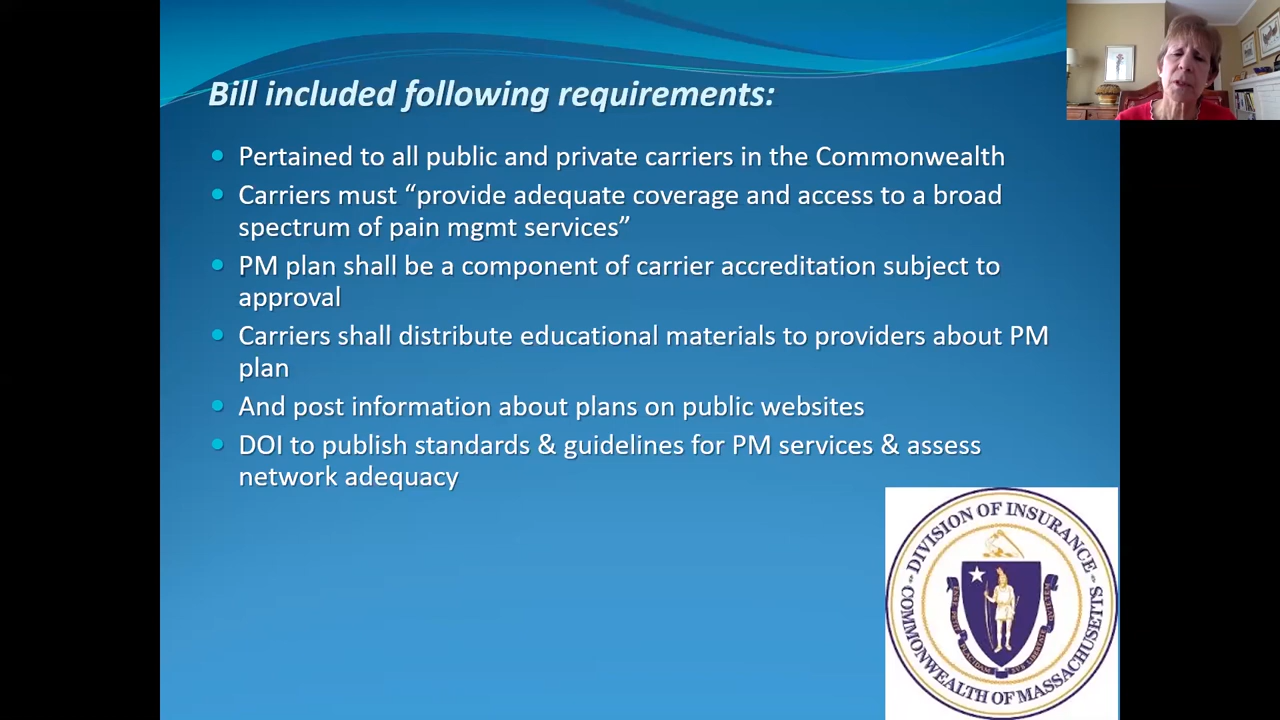 Bill included following requirements:
Pertained to all public and private carriers in the Commonwealth
Carriers must “provide adequate coverage and access to a broad
spectrum of pain mgmt services”
PM plan shall be a component of carrier accreditation subject to
approval
Carriers shall distribute educational materials to providers about PM
plan
And post information about plans on public websites
DOI to publish standards & guidelines for PM services & assess
network adequacy
DIVISION OF INSURANCE
COMMONWEALTH OF MASSACHUSETTS